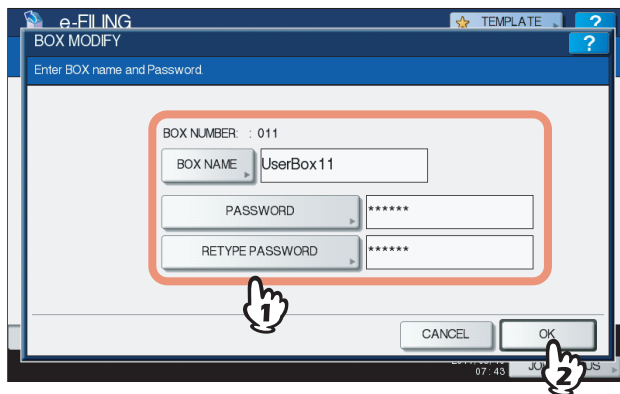 e-FILING
TEMPLATE
?
BOX MODIFY
?
Enter BOX name and Password.
BOX NUMBER: : 011
BOX NAME
UserBox11
PASSWORD
******
RETYPE PASSWORD
******
1
CANCEL
OK
2
07:43